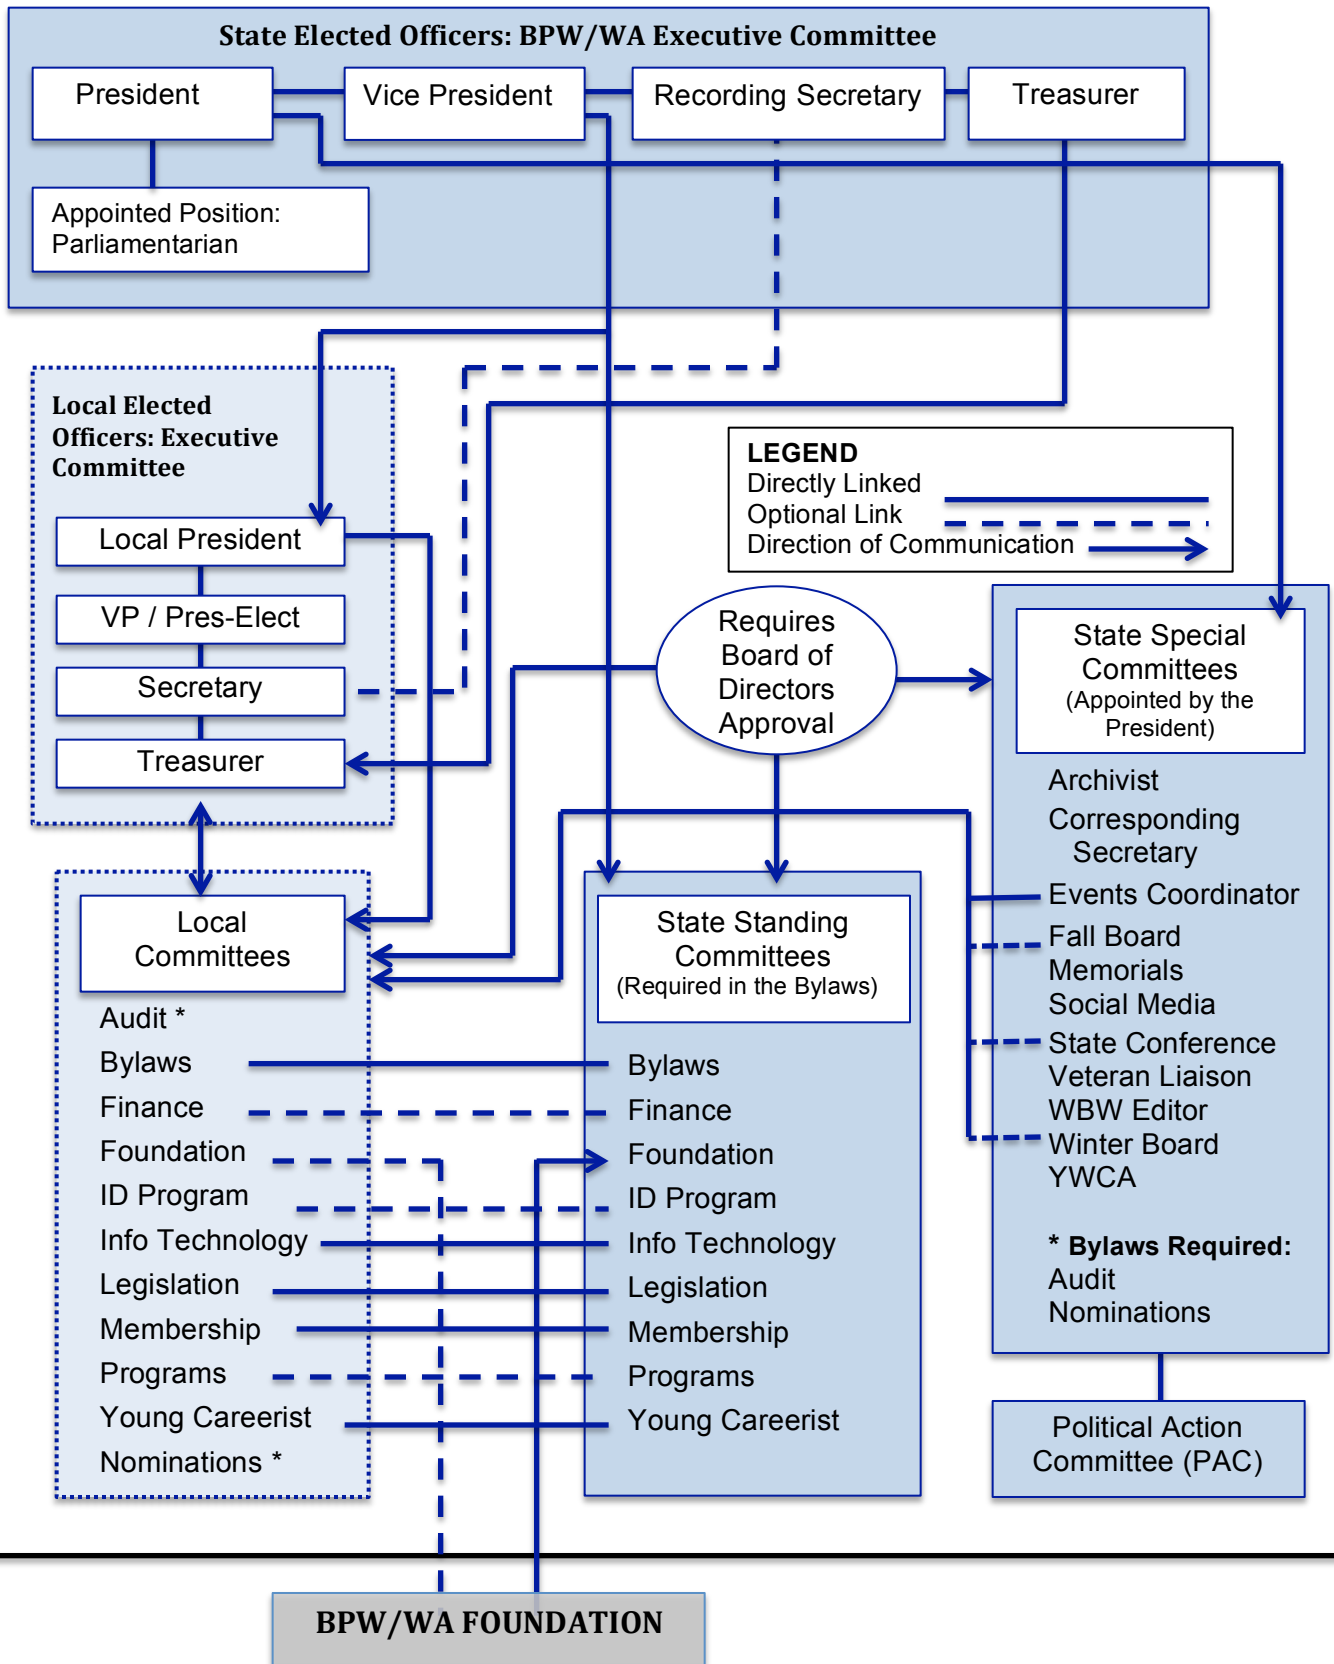 State Elected Officers: BPW/WA Executive Committee
President
Vice President
Recording Secretary
Treasurer
Appointed Position:
Parliamentarian
Local Elected
Officers: Executive
Committee
Local President
VP / Pres-Elect
Secretary
Treasurer
LEGEND
Directly Linked
Optional Link
Direction of Communication
Requires
Board of
Directors
Approval
State Special
Committees
(Appointed by the
President)
Archivist
Corresponding
Secretary
Events Coordinator
Fall Board
Memorials
Social Media
State Conference
Veteran Liaison
WBW Editor
Winter Board
YWCA
* Bylaws Required:
Audit
Nominations
Local
Committees
Audit *
Bylaws
Finance
Foundation
ID Program
Info Technology
Legislation
Membership
Programs
Young Careerist
Nominations *
State Standing
Committees
(Required in the Bylaws)
Bylaws
Finance
Foundation
ID Program
Info Technology
Legislation
Membership
Programs
Young Careerist
Political Action
Committee (PAC)
BPW/WA FOUNDATION